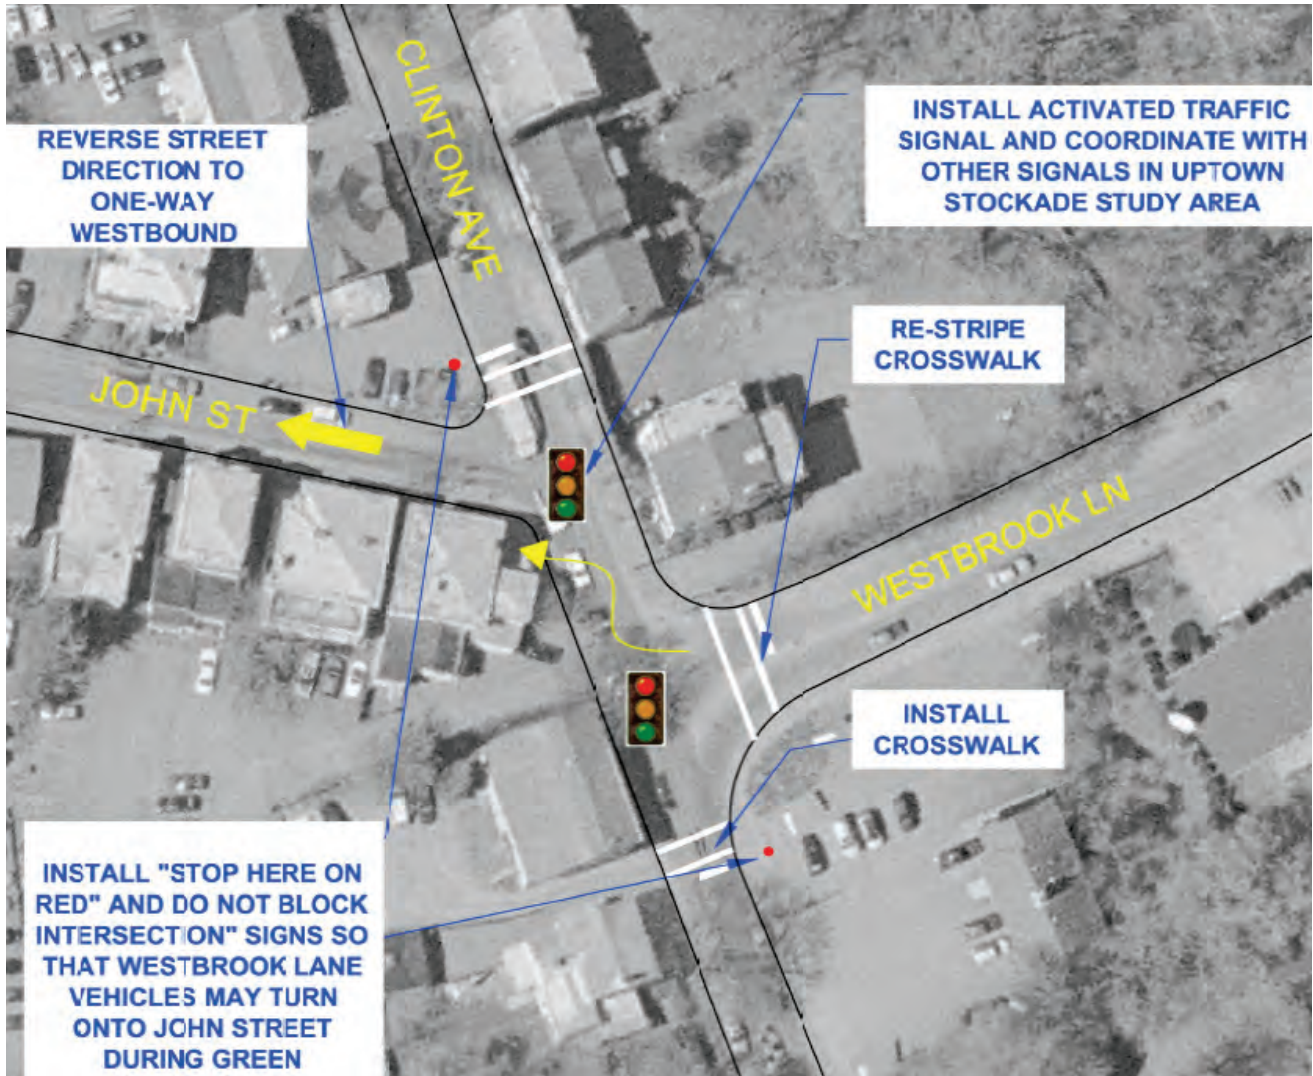 CLINTON AVE
REVERSE STREET
DIRECTION TO
ONE-WAY
WESTBOUND
INSTALL ACTIVATED TRAFFIC
SIGNAL AND COORDINATE WITH
OTHER SIGNALS IN UPTOWN
STOCKADE STUDY AREA
RE-STRIPE
CROSSWALK
JOHN ST
WESTBROOK LN
INSTALL
CROSSWALK
INSTALL "STOP HERE ON
RED" AND DO NOT BLOCK
INTERSECTION" SIGNS SO
THAT WESTBROOK LANE
VEHICLES MAY TURN
ONTO JOHN STREET
DURING GREEN